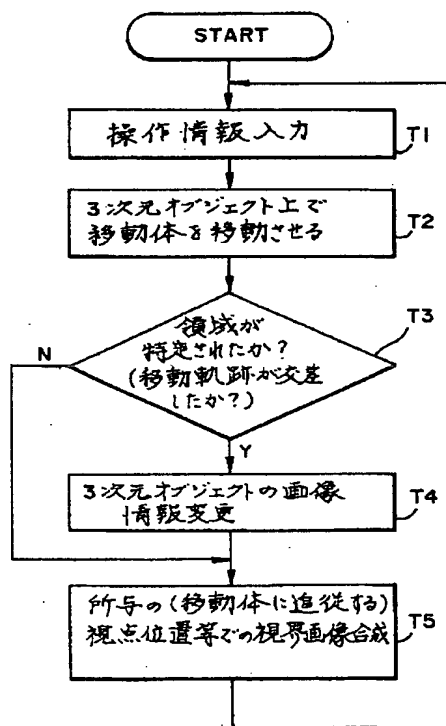 START
操作情報入力
T1
3次元オブジェクト上で
移動体を移動させる
T2
T3
領域が
特定されたか?
(移動軌跡が交差
したか?)
N
Y
3次元オブジェクトの画像
情報変更
T4
所与の(移動体に追従する)
視点位置等での視界画像合成
T5